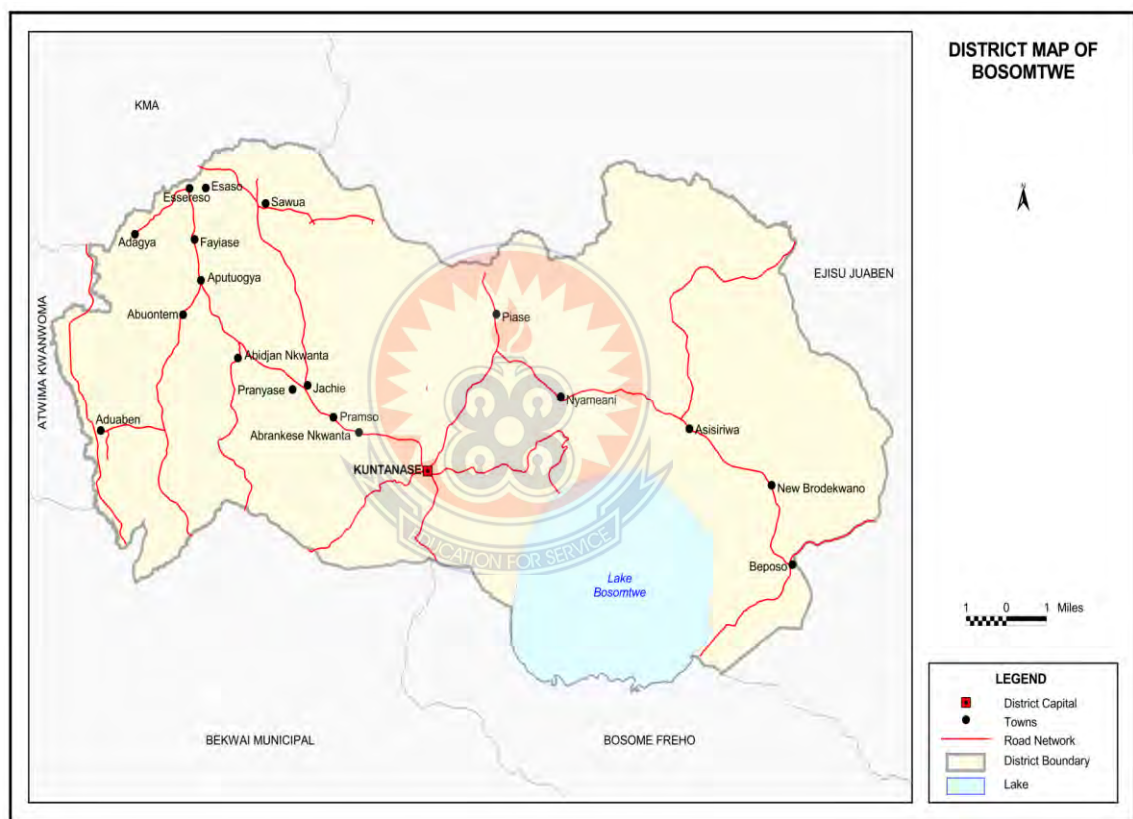 DISTRICT MAP OF
BOSOMTWE
KMA
N
Esaso
Essereso
Sawua
Adagya
Fayiase
EJISU JUABEN
Aputuogya
Abuontem
Piase
ATWIMA KWANWOMA
Abidjan Nkwanta
Pranyase
Jachie
Nyameani
Pramso
Aduaben
Abrankese Nkwanta
Asisiriwa
KUNTANASE
New Brodekwano
EDUCATION FOR SERVICE
Beposo
Lake
Bosomtwe
1 0 1 Miles
LEGEND
District Capital
Towns
Road Network
District Boundary
Lake
BEKWAI MUNICIPAL
BOSOME FREHO